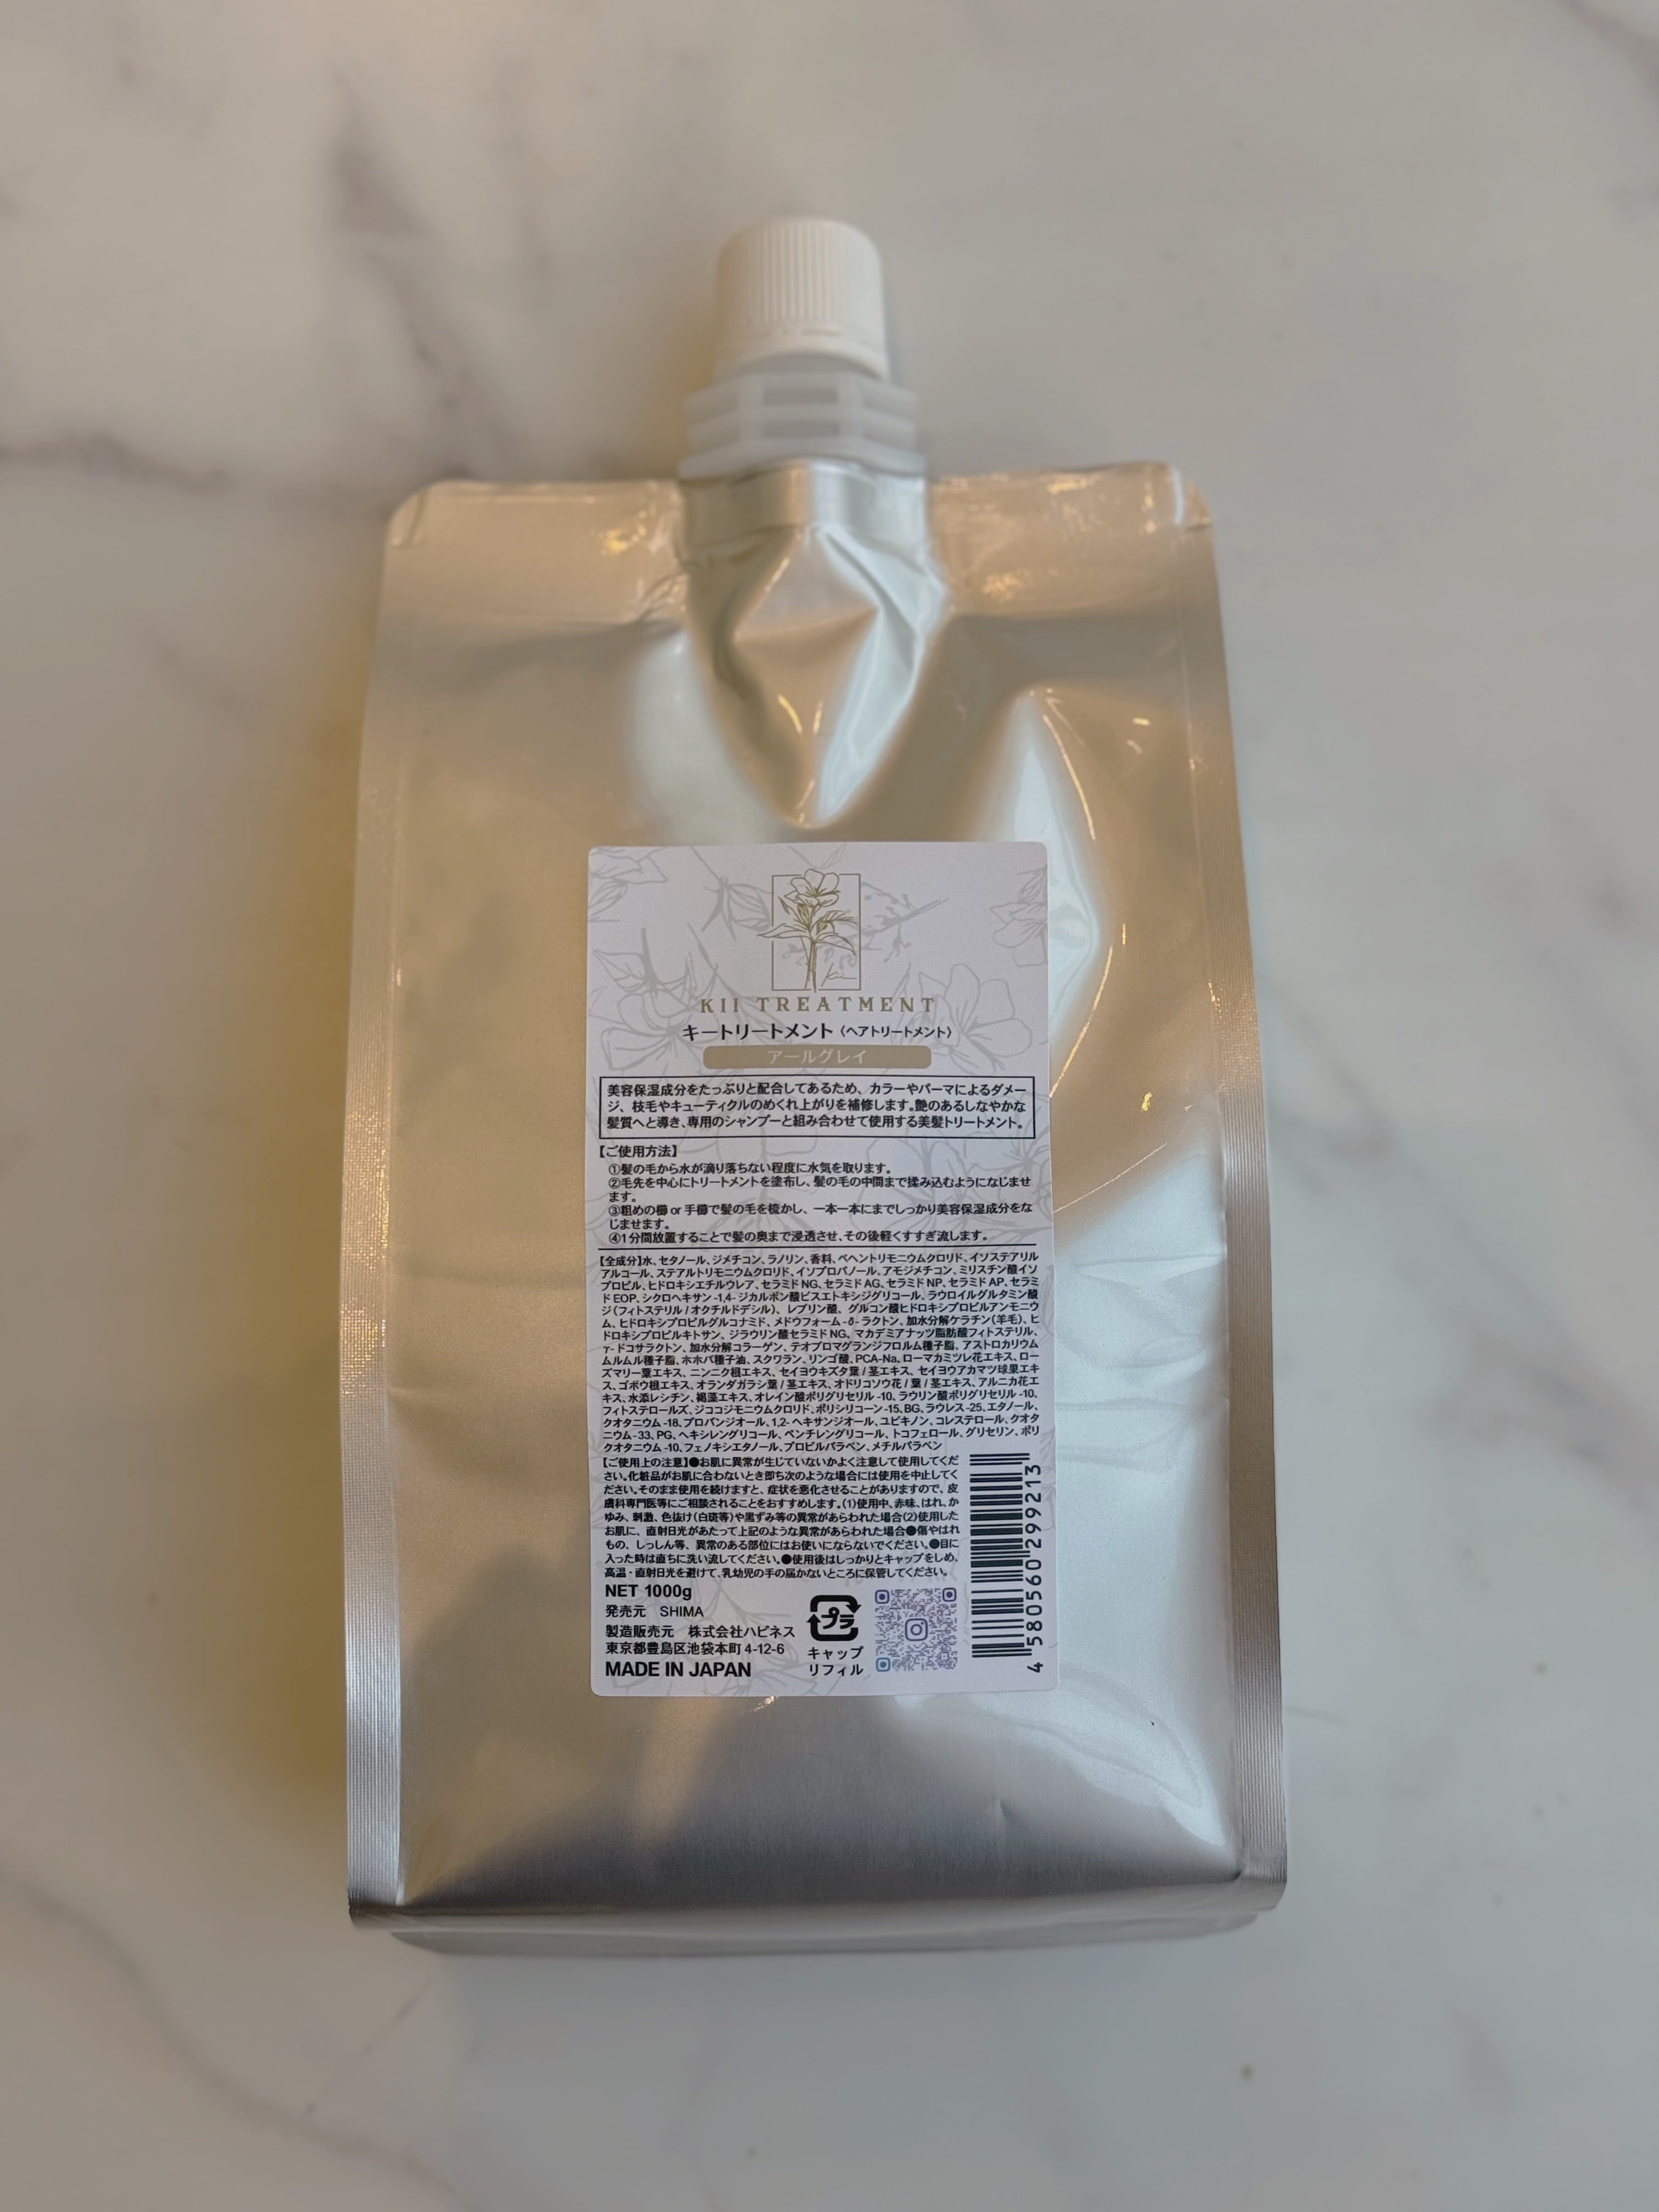 KII TREATMENT
キートリートメント〈ヘアトリートメント〉
アールグレイ
美容保湿成分をたっぷりと配合してあるため、カラーやパーマによるダメー
ジ、枝毛やキューティクルのめくれ上がりを補修します。艶のあるしなやかな
髪質へと導き、専用のシャンプーと組み合わせて使用する美髪トリートメント。
【ご使用方法】
①髪の毛から水が滴り落ちない程度に水気を取ります。
②毛先を中心にトリートメントを塗布し、髪の毛の中間まで揉み込むようになじませ
ます。
③粗めの櫛 or 手櫛で髪の毛を梳かし、一本一本にまでしっかり美容保湿成分をな
じませます。
④1分間放置することで髪の奥まで浸透させ、その後軽くすすぎ流します。
【全成分】水、セタノール、ジメチコン、ラノリン、香料、ベヘントリモニウムクロリド、イソステアリル
アルコール、ステアルトリモニウムクロリド、イソプロパノール、アモジメチコン、ミリスチン酸イソ
プロピル、ヒドロキシエチルウレア、セラミド NG、セラミド AG、セラミド NP、セラミド AP、セラミ
ド EOP、シクロヘキサン -1,4- ジカルボン酸ビスエトキシジグリコール、ラウロイルグルタミン酸
ジ(フィトステリル / オクチルドデシル)、レブリン酸、グルコン酸ヒドロキシプロピルアンモニウ
ム、ヒドロキシプロピルグルコナミド、メドウフォーム -δ- ラクトン、加水分解ケラチン(羊毛)、ヒ
ドロキシプロピルキトサン、ジラウリン酸セラミド NG、マカデミアナッツ脂肪酸フィトステリル、
γ- ドコサラクトン、加水分解コラーゲン、テオブロマグランジフロルム種子脂、アストロカリウム
ムルムル種子脂、ホホバ種子油、スクワラン、リンゴ酸、PCA-Na、ローマカミツレ花エキス、ロー
ズマリー葉エキス、ニンニク根エキス、セイヨウキズタ葉 / 茎エキス、セイヨウアカマツ球果エキ
ス、ゴボウ根エキス、オランダガラシ葉 / 茎エキス、オドリコソウ花 / 葉 / 茎エキス、アルニカ花エ
キス、水添レシチン、褐藻エキス、オレイン酸ポリグリセリル -10、ラウリン酸ポリグリセリル -10、
フィトステロールズ、ジココジモニウムクロリド、ポリシリコーン -15、BG、ラウレス -25、エタノール、
クオタニウム -18、プロパンジオール、1,2- ヘキサンジオール、ユビキノン、コレステロール、クオタ
ニウム -33、PG、ヘキシレングリコール、ペンチレングリコール、トコフェロール、グリセリン、ポリ
クオタニウム -10、フェノキシエタノール、プロピルパラベン、メチルパラベン
【ご使用上の注意】●お肌に異常が生じていないかよく注意して使用してくだ
さい。化粧品がお肌に合わないとき即ち次のような場合には使用を中止してく
ださい。そのまま使用を続けますと、症状を悪化させることがありますので、皮
膚科専門医等にご相談されることをおすすめします。(1)使用中、赤味、はれ、か
ゆみ、刺激、色抜け(白斑等)や黒ずみ等の異常があらわれた場合(2)使用した
お肌に、直射日光があたって上記のような異常があらわれた場合●傷やはれ
もの、しっしん等、異常のある部位にはお使いにならないでください。●目に
入った時は直ちに洗い流してください。●使用後はしっかりとキャップをしめ、
高温・直射日光を避けて、乳幼児の手の届かないところに保管してください。
NET 1000g
発売元 SHIMA
製造販売元 株式会社ハピネス
東京都豊島区池袋本町 4-12-6
MADE IN JAPAN
プラ
キャップ
リフィル
4580560299213